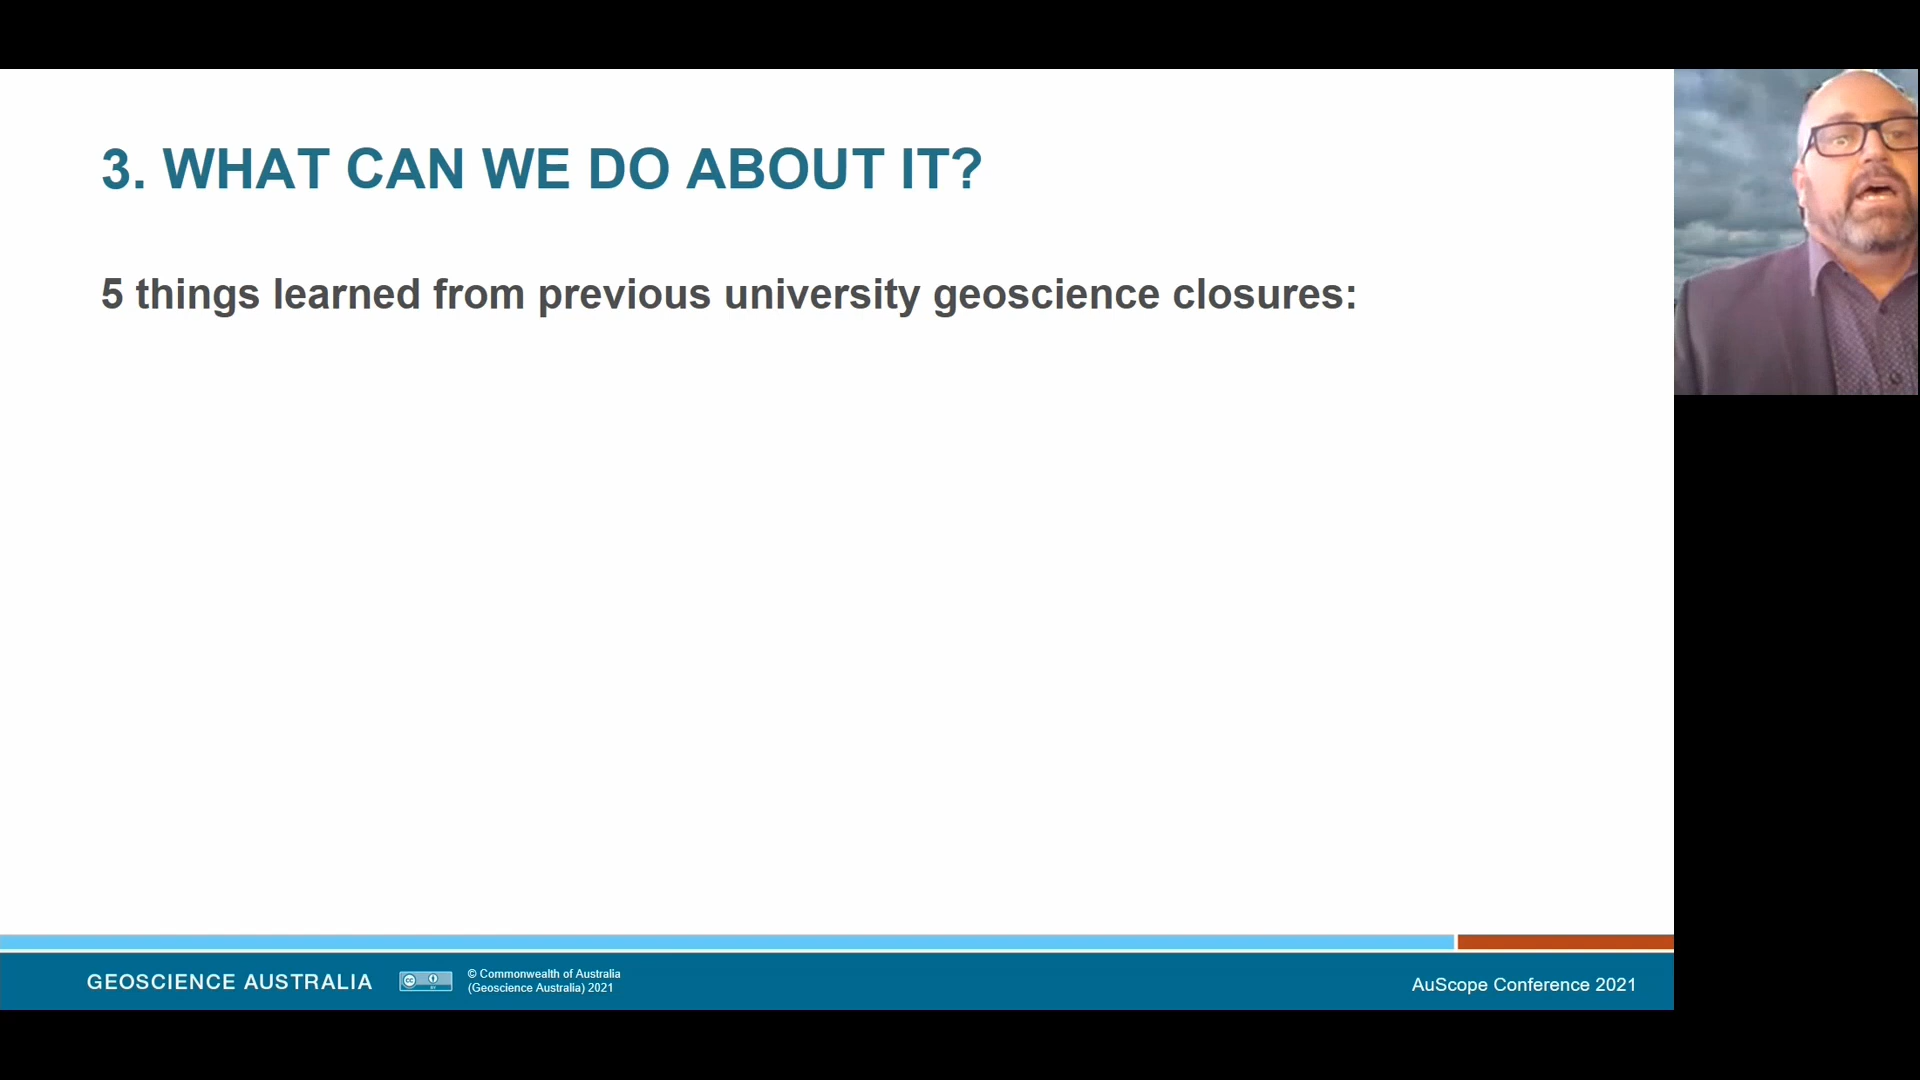 3. WHAT CAN WE DO ABOUT IT?
5 things learned from previous university geoscience closures:
GEOSCIENCE AUSTRALIA
© Commonwealth of Australia
(Geoscience Australia) 2021
AuScope Conference 2021